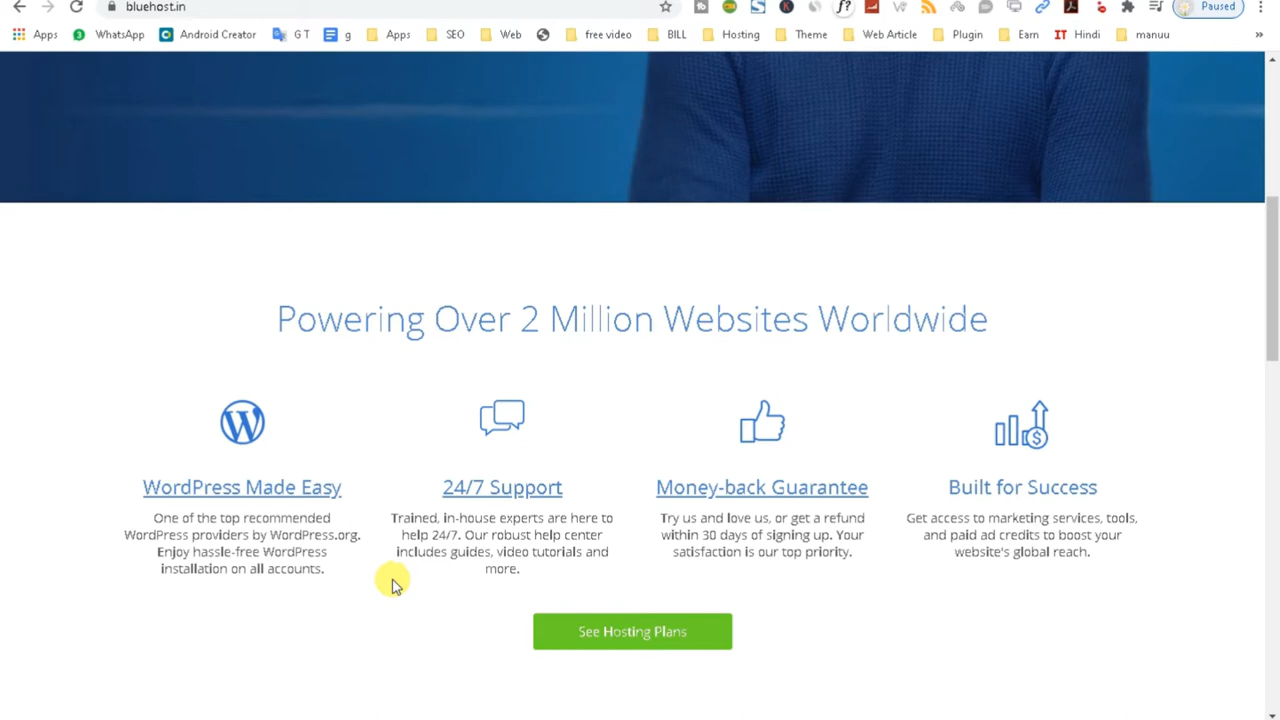 bluehost.in
Paused
Apps WhatsApp Android Creator G T g Apps SEO Web free video BILL Hosting Theme Web Article Plugin Earn IT Hindi manuu »
Powering Over 2 Million Websites Worldwide
WordPress Made Easy
One of the top recommended
WordPress providers by WordPress.org.
Enjoy hassle-free WordPress
installation on all accounts.
24/7 Support
Trained, in-house experts are here to
help 24/7. Our robust help center
includes guides, video tutorials and
more.
Money-back Guarantee
Try us and love us, or get a refund
within 30 days of signing up. Your
satisfaction is our top priority.
Built for Success
Get access to marketing services, tools,
and paid ad credits to boost your
website's global reach.
See Hosting Plans